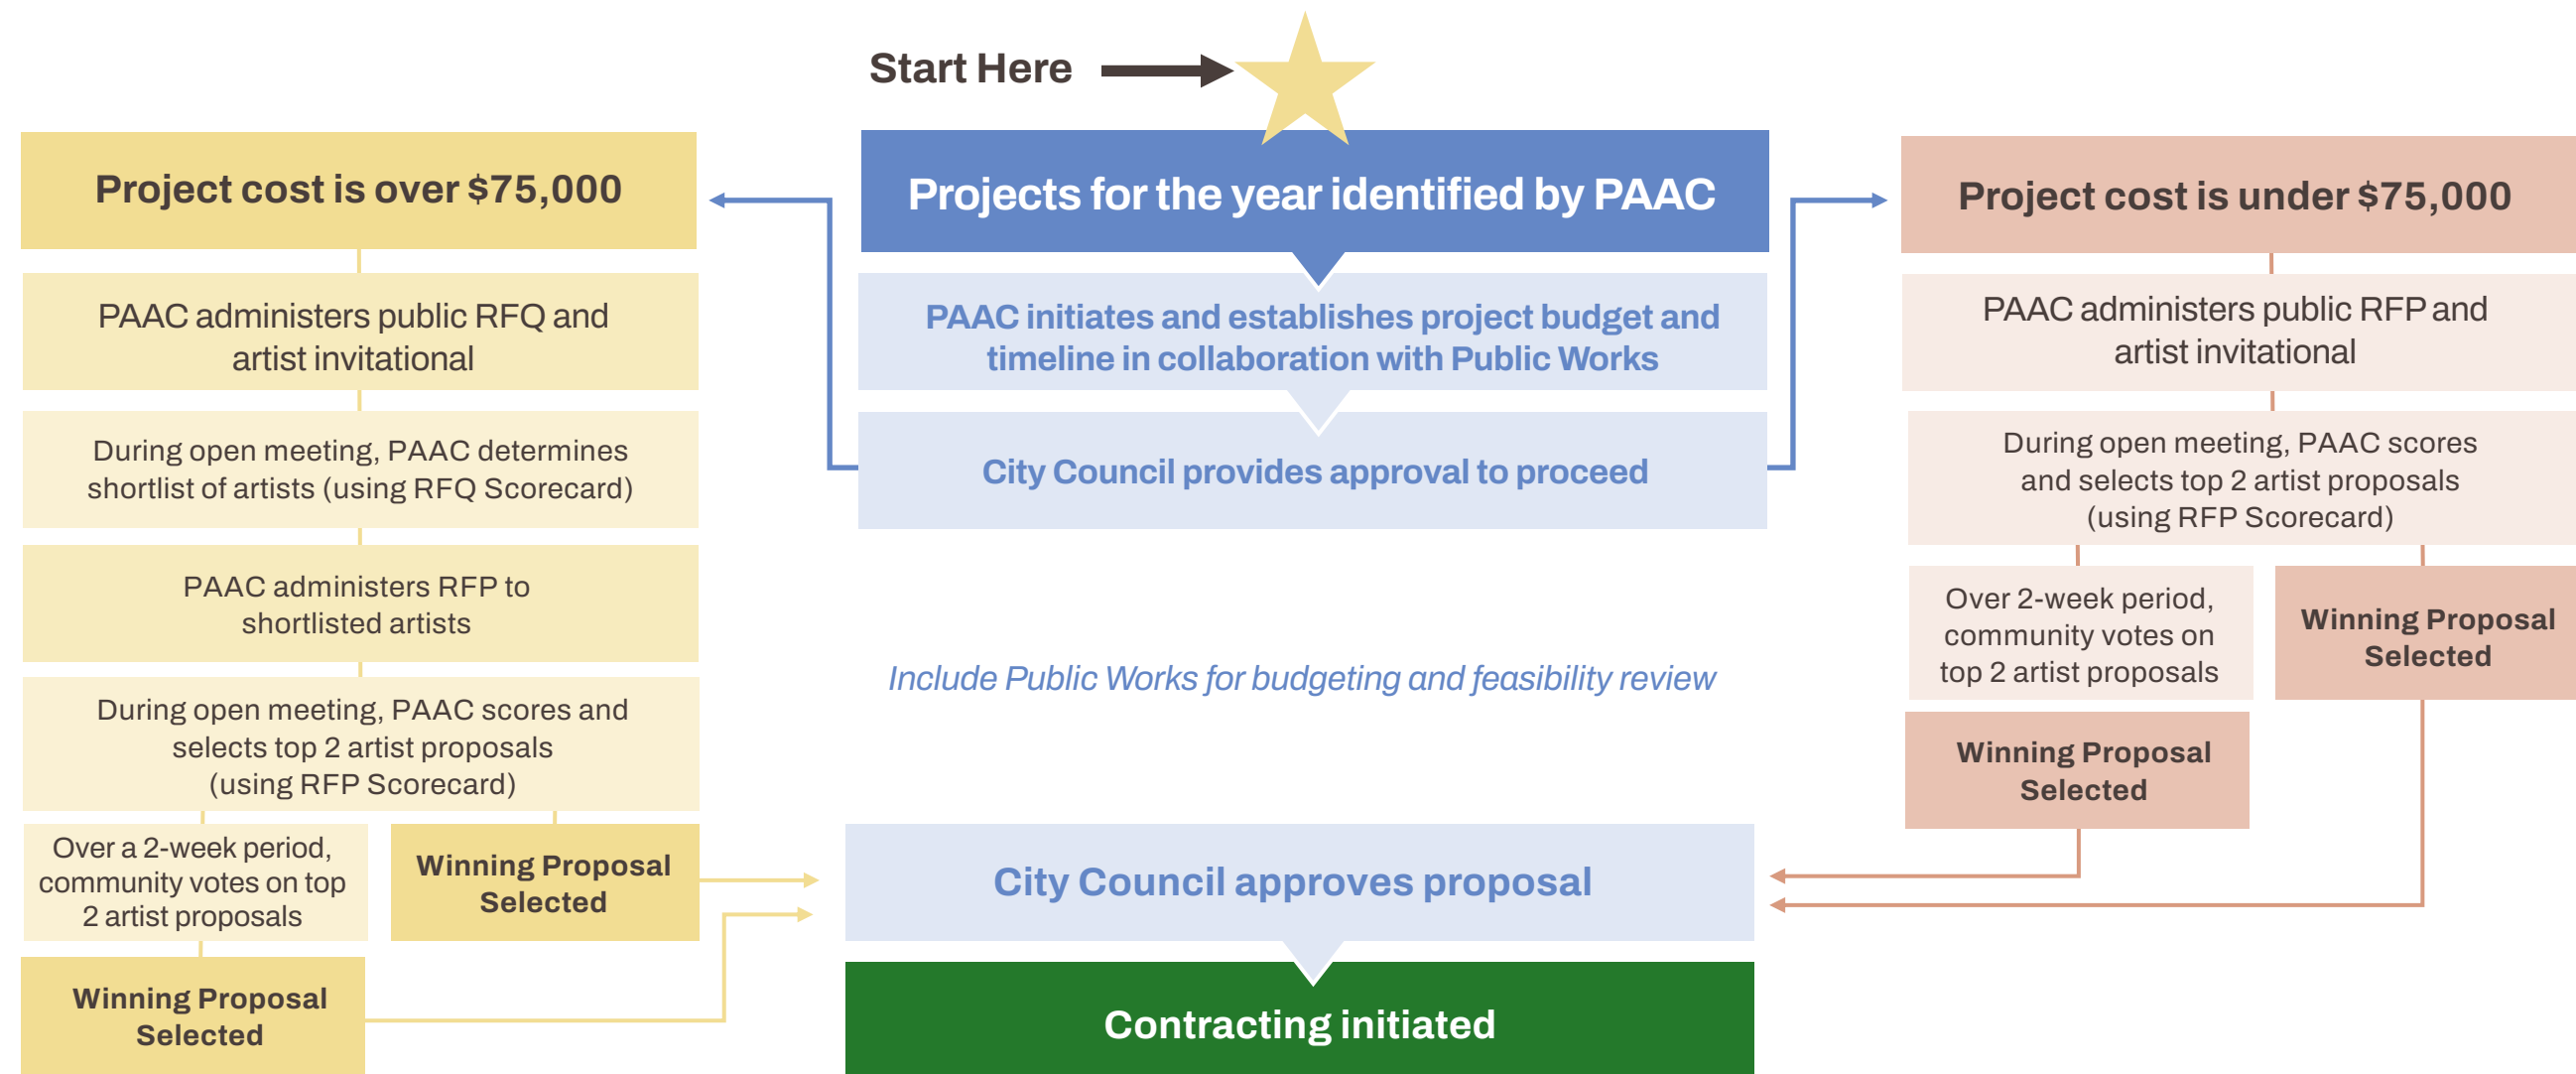 Start Here
Projects for the year identified by PAAC
PAAC initiates and establishes project budget and
timeline in collaboration with Public Works
City Council provides approval to proceed
Project cost is over $75,000
PAAC administers public RFQ and
artist invitational
During open meeting, PAAC determines
shortlist of artists (using RFQ Scorecard)
PAAC administers RFP to
shortlisted artists
During open meeting, PAAC scores and
selects top 2 artist proposals
(using RFP Scorecard)
Over a 2-week period,
community votes on top
2 artist proposals
Winning Proposal
Selected
Winning Proposal
Selected
Project cost is under $75,000
PAAC administers public RFP and
artist invitational
During open meeting, PAAC scores
and selects top 2 artist proposals
(using RFP Scorecard)
Over 2-week period,
community votes on
top 2 artist proposals
Winning Proposal
Selected
Winning Proposal
Selected
Include Public Works for budgeting and feasibility review
City Council approves proposal
Contracting initiated